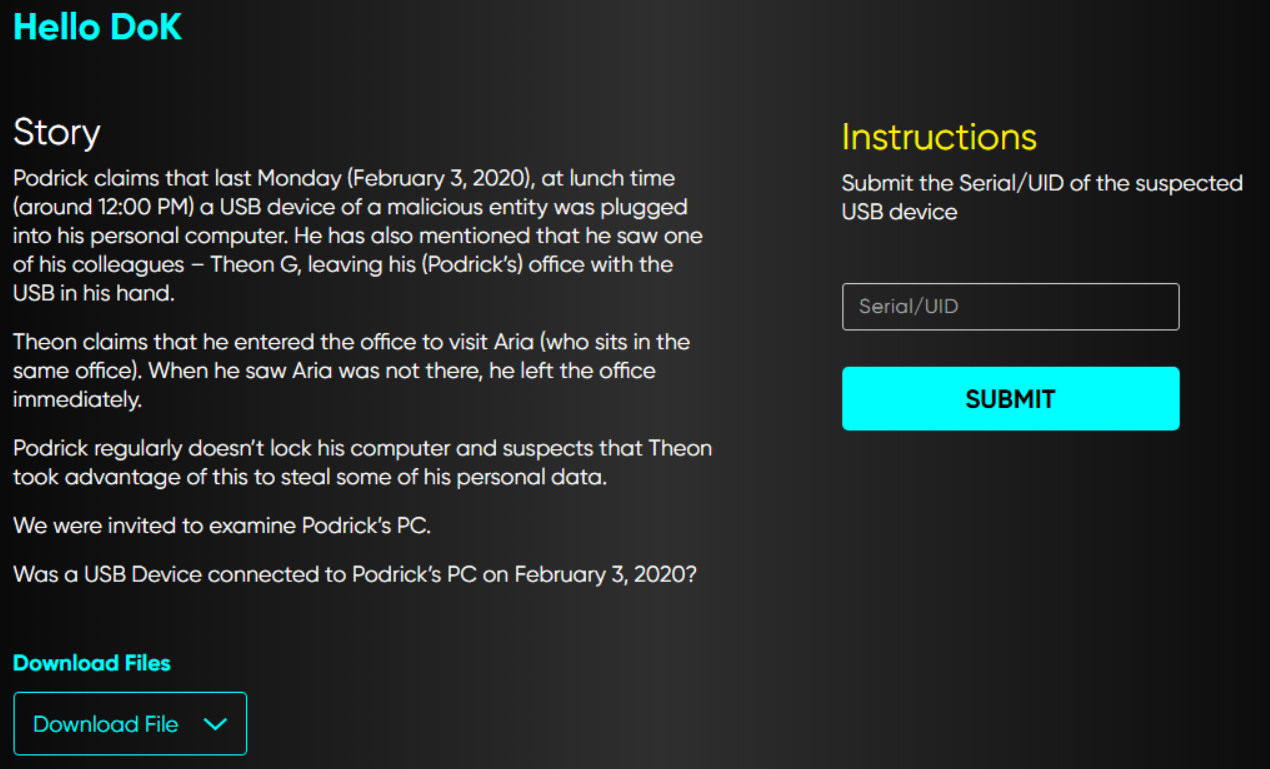 Hello DoK
Story
Podrick claims that last Monday (February 3, 2020), at lunch time
(around 12:00 PM) a USB device of a malicious entity was plugged
into his personal computer. He has also mentioned that he saw one
of his colleagues – Theon G, leaving his (Podrick's) office with the
USB in his hand.
Theon claims that he entered the office to visit Aria (who sits in the
same office). When he saw Aria was not there, he left the office
immediately.
Podrick regularly doesn't lock his computer and suspects that Theon
took advantage of this to steal some of his personal data.
We were invited to examine Podrick's PC.
Was a USB Device connected to Podrick's PC on February 3, 2020?
Download Files
Download File
Instructions
Submit the Serial/UID of the suspected
USB device
Serial/UID
SUBMIT